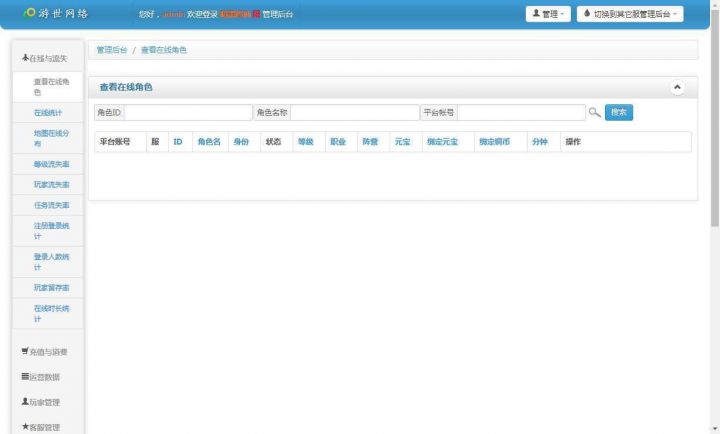 游世网络
您好，admin 欢迎登录 服 管理后台
管理
切换到其它服管理后台
在线与流失
查看在线角
色
在线统计
地图在线分
布
等级流失率
玩家流失率
任务流失率
注册登录统
计
登录人数统
计
玩家留存率
在线时长统
计
充值与消费
运营数据
玩家管理
客服管理
管理后台 / 查看在线角色
查看在线角色
角色ID 角色名称 平台账号 搜索
平台账号 服 ID 角色名 身份 状态 等级 职业 阵营 元宝 绑定元宝 绑定铜币 分钟 操作